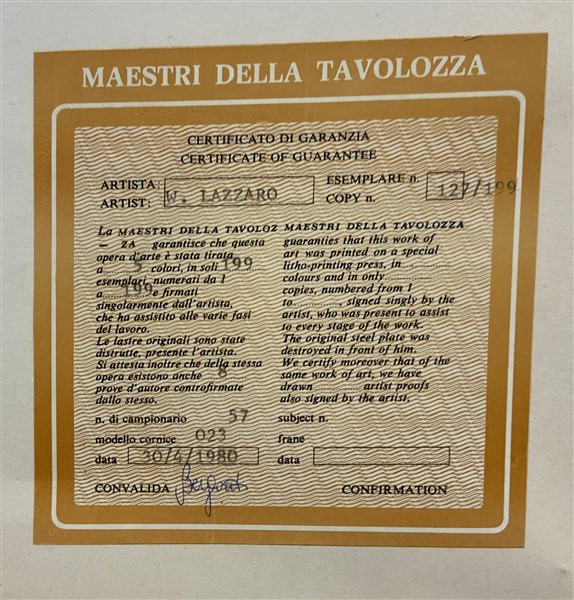 MAESTRI DELLA TAVOLOZZA
CERTIFICATO DI GARANZIA
CERTIFICATE OF GUARANTEE
ARTISTA:
ARTIST:
W. LAZZARO
ESEMPLARE n.
COPY n.
127/199
La MAESTRI DELLA TAVOLOZ
— ZA garantisce che questa
opera d'arte è stata tirata
a 5 colori, in soli 199
esemplari, numerati da 1
a 199 e firmati
singolarmente dall'artista,
che ha assistito alle varie fasi
del lavoro.
Le lastre originali sono state
distrutte, presente l'artista.
Si attesta inoltre che della stessa
opera esistono anche 8
prove d'autore controfirmate
dallo stesso.
MAESTRI DELLA TAVOLOZZA
guaranties that this work of
art was printed on a special
litho-printing press, in
colours and in only
copies, numbered from 1
to, signed singly by the
artist, who was present to assist
to every stage of the work.
The original steel plate was
destroyed in front of him.
We certify moreover that of the
same work of art, we have
drawn artist proofs
also signed by the artist.
n. di campionario 57
modello cornice 023
data 30/4/1980
subject n.
frane
data
CONVALIDA
CONFIRMATION